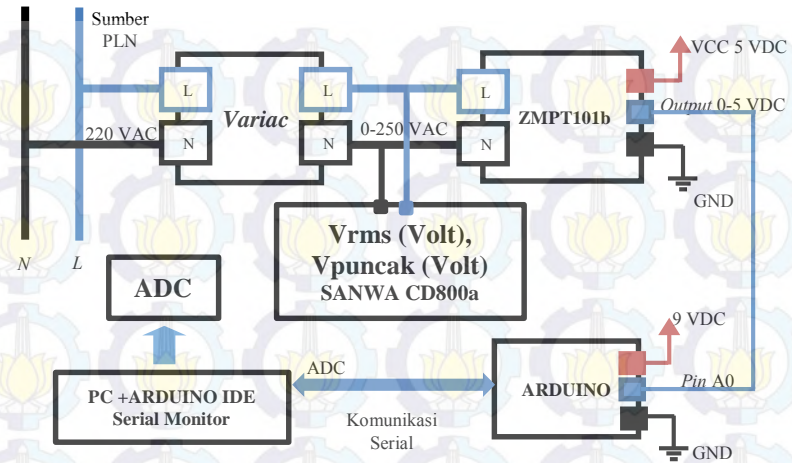 Sumber
PLN
220 VAC
N
L
L
N
Variac
L
N
0-250 VAC
L
N
ZMPT101b
VCC 5 VDC
Output 0-5 VDC
GND
Vrms (Volt),
Vpuncak (Volt)
SANWA CD800a
ADC
PC +ARDUINO IDE
Serial Monitor
ADC
Komunikasi
Serial
ARDUINO
9 VDC
Pin A0
GND